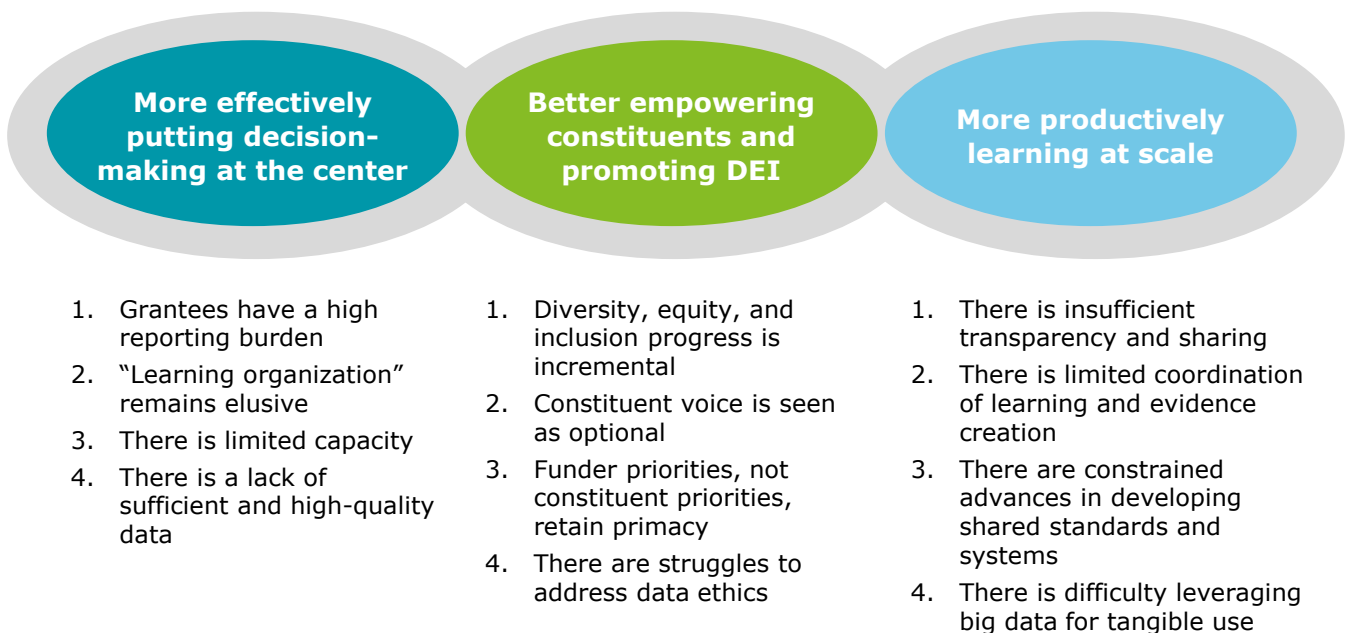 More effectively
putting decision-
making at the center
Better empowering
constituents and
promoting DEI
More productively
learning at scale
1. Grantees have a high
reporting burden
2. “Learning organization”
remains elusive
3. There is limited capacity
4. There is a lack of
sufficient and high-quality
data
1. Diversity, equity, and
inclusion progress is
incremental
2. Constituent voice is seen
as optional
3. Funder priorities, not
constituent priorities,
retain primacy
4. There are struggles to
address data ethics
1. There is insufficient
transparency and sharing
2. There is limited coordination
of learning and evidence
creation
3. There are constrained
advances in developing
shared standards and
systems
4. There is difficulty leveraging
big data for tangible use